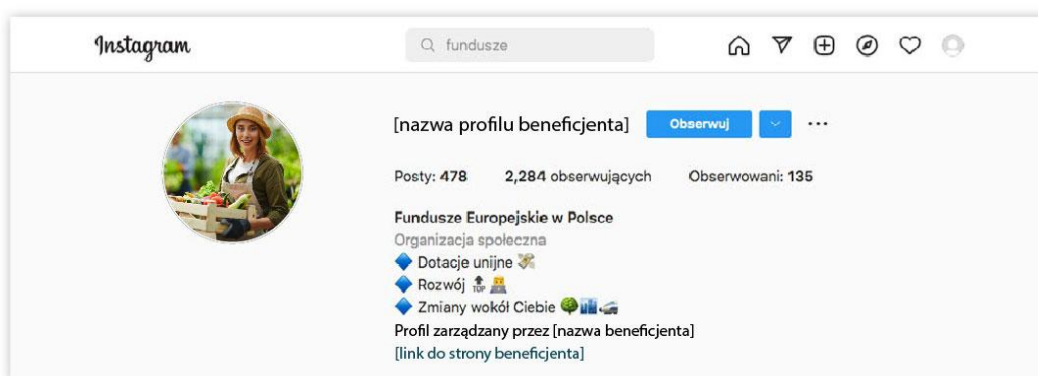 Instagram
fundusze
[nazwa profilu beneficjenta] Obserwuj
Posty: 478 2,284 obserwujących Obserwowani: 135
Fundusze Europejskie w Polsce
Organizacja społeczna
🔷 Dotacje unijne 💸
🔷 Rozwój 🔝 👨‍💻
🔷 Zmiany wokół Ciebie 🌳🏙️🚅
Profil zarządzany przez [nazwa beneficjenta]
[link do strony beneficjenta]